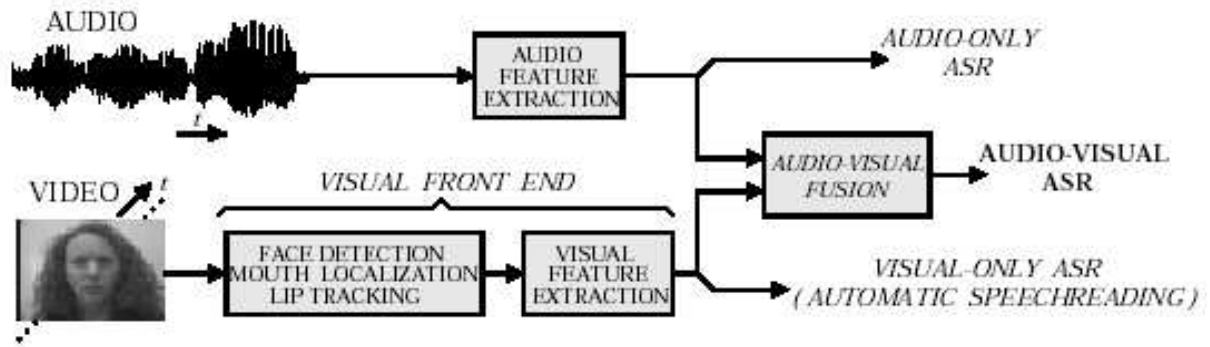 AUDIO
t
AUDIO
FEATURE
EXTRACTION
AUDIO-ONLY
ASR
AUDIO-VISUAL
FUSION
AUDIO-VISUAL
ASR
VIDEO
t
VISUAL FRONT END
FACE DETECTION
MOUTH LOCALIZATION
LIP TRACKING
VISUAL
FEATURE
EXTRACTION
VISUAL-ONLY ASR
(AUTOMATIC SPEECHREADING)